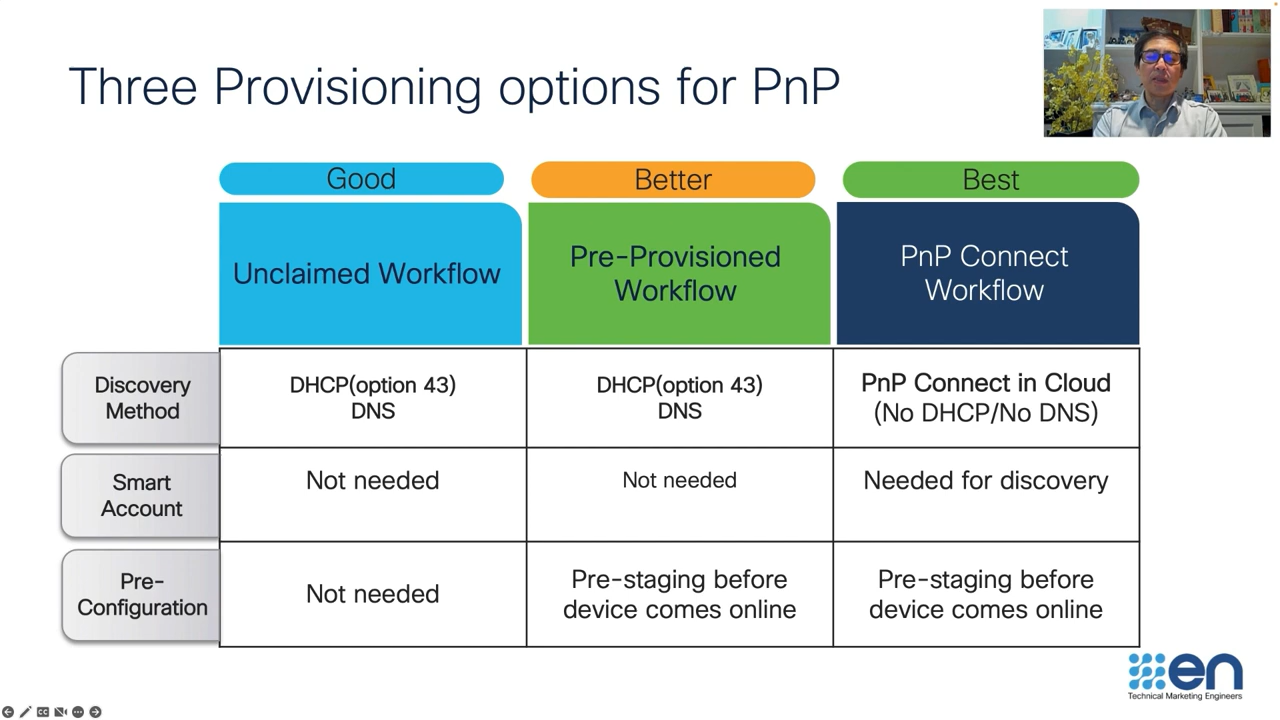 Three Provisioning options for PnP
Good
Better
Best
Unclaimed Workflow
Pre-Provisioned
Workflow
PnP Connect
Workflow
Discovery
Method
DHCP(option 43)
DNS
DHCP(option 43)
DNS
PnP Connect in Cloud
(No DHCP/No DNS)
Smart
Account
Not needed
Not needed
Needed for discovery
Pre-
Configuration
Not needed
Pre-staging before
device comes online
Pre-staging before
device comes online
en
Technical Marketing Engineers
CC